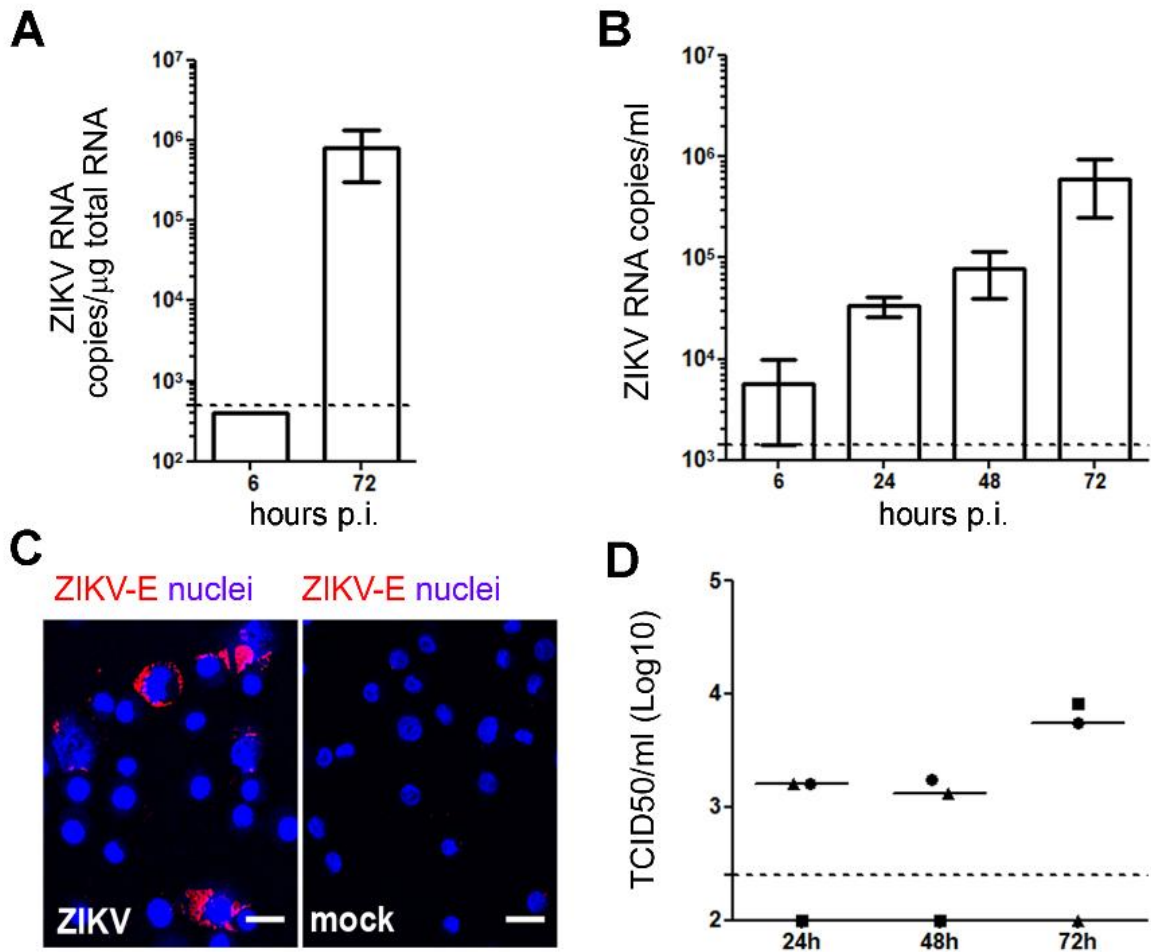 A
ZIKV RNA
copies/μg total RNA
10⁷
10⁶
10⁵
10⁴
10³
10²
6 72
hours p.i.
B
ZIKV RNA copies/ml
10⁷
10⁶
10⁵
10⁴
10³
6 24 48 72
hours p.i.
C
ZIKV-E nuclei ZIKV-E nuclei
ZIKV mock
D
TCID50/ml (Log10)
5
4
3
2
24h 48h 72h